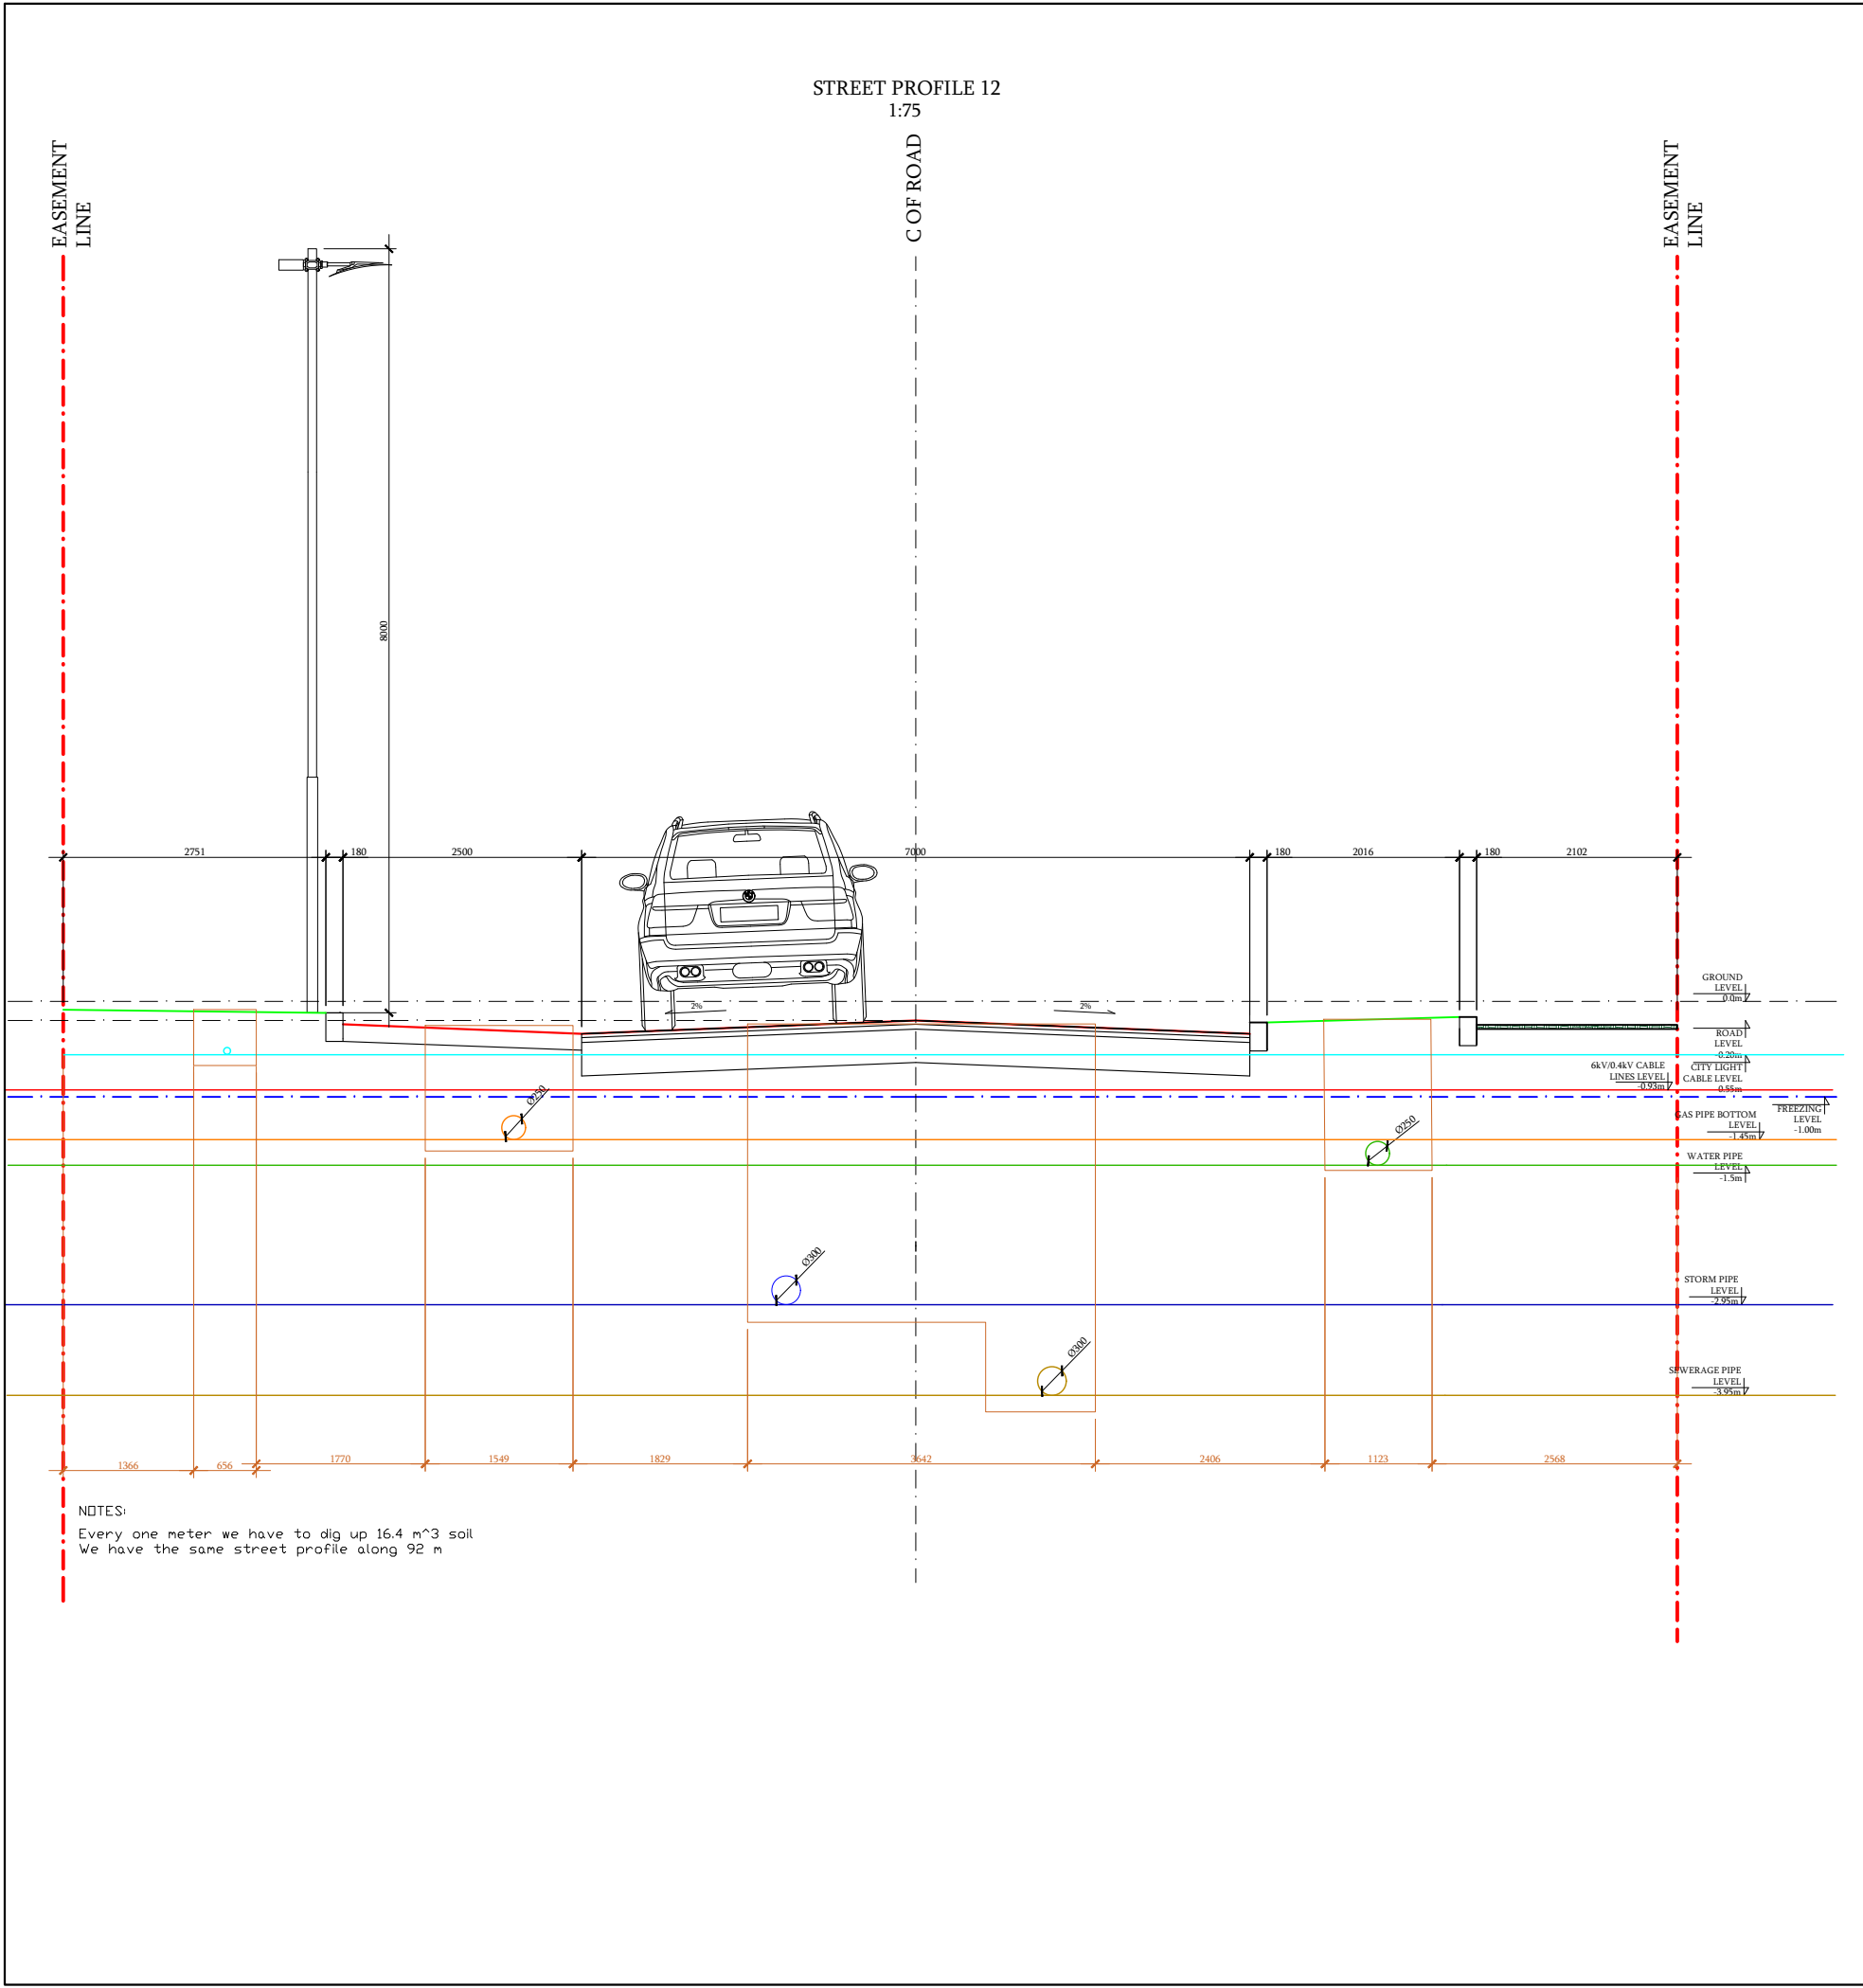 STREET PROFILE 12
1:75
EASEMENT
LINE
C OF ROAD
EASEMENT
LINE
8000
2751
180
2500
7000
180
2016
180
2102
2%
2%
GROUND
LEVEL
0.0m
ROAD
LEVEL
-0.20m
CITY LIGHT
CABLE LEVEL
0.55m
6kV/0.4kV CABLE
LINES LEVEL
-0.93m
FREEZING
LEVEL
-1.00m
GAS PIPE BOTTOM
LEVEL
-1.45m
WATER PIPE
LEVEL
-1.5m
STORM PIPE
LEVEL
-2.95m
SEWERAGE PIPE
LEVEL
-3.95m
Ø250
Ø250
Ø300
Ø300
1366
656
1770
1549
1829
3642
2406
1123
2568
NOTES:
Every one meter we have to dig up 16.4 m^3 soil
We have the same street profile along 92 m